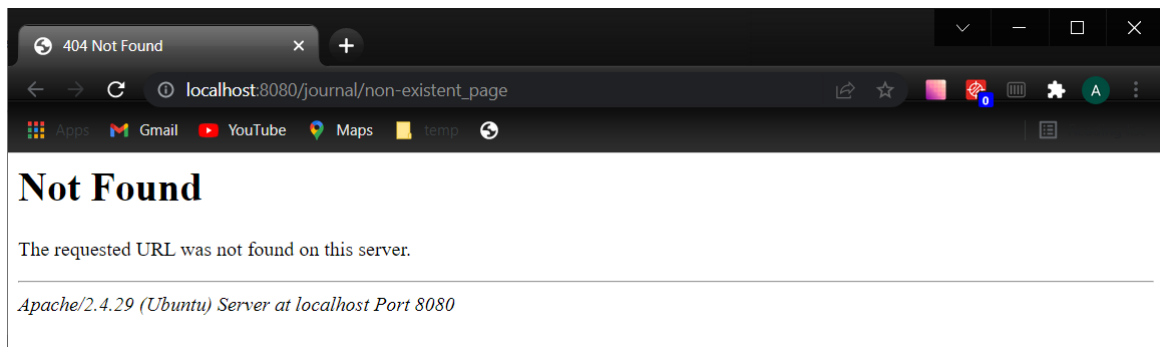 404 Not Found
localhost:8080/journal/non-existent_page
0
A
Apps Gmail YouTube Maps temp
Not Found
The requested URL was not found on this server.
Apache/2.4.29 (Ubuntu) Server at localhost Port 8080